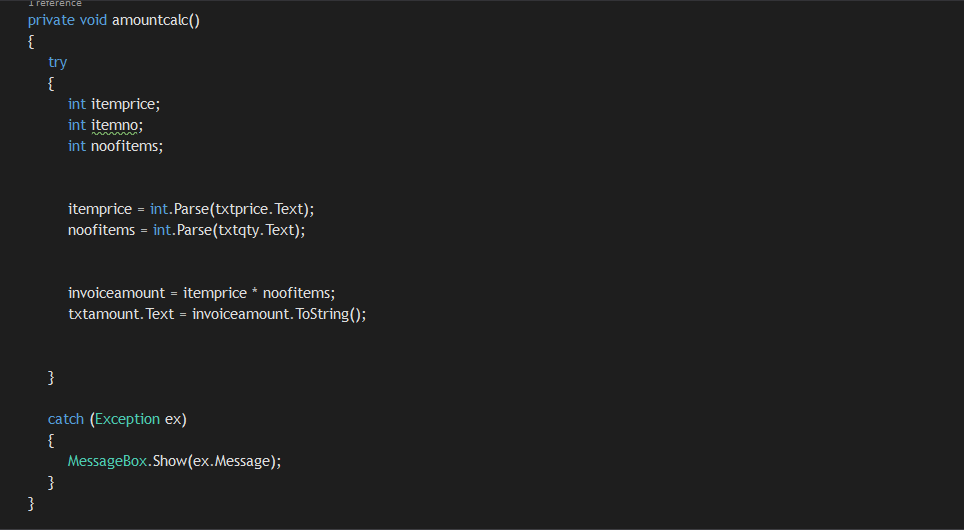 1 reference
private void amountcalc()
{
try
{
int itemprice;
int itemno;
int noofitems;
itemprice = int.Parse(txtprice.Text);
noofitems = int.Parse(txtqty.Text);
invoiceamount = itemprice * noofitems;
txtamount.Text = invoiceamount.ToString();
}
catch (Exception ex)
{
MessageBox.Show(ex.Message);
}
}